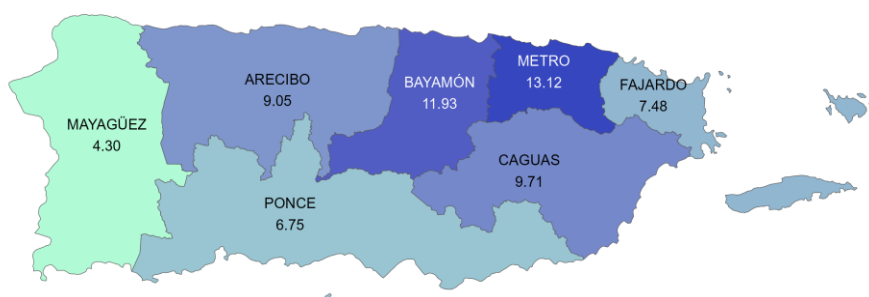 METRO
13.12
ARECIBO
9.05
BAYAMÓN
11.93
FAJARDO
7.48
MAYAGÜEZ
4.30
CAGUAS
9.71
PONCE
6.75